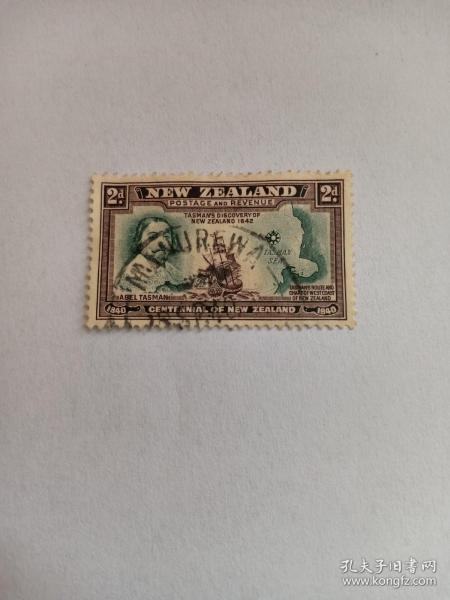 2d. NEW ZEALAND 2d.
POSTAGE AND REVENUE
TASMAN'S DISCOVERY OF
NEW ZEALAND 1642
TASMAN
SEA
ABEL TASMAN
TASMAN'S ROUTE AND
CHART OF WEST COAST
OF NEW ZEALAND
1840 CENTENNIAL OF NEW ZEALAND 1940
MANUREWA
孔夫子旧书网
www.kongfz.com